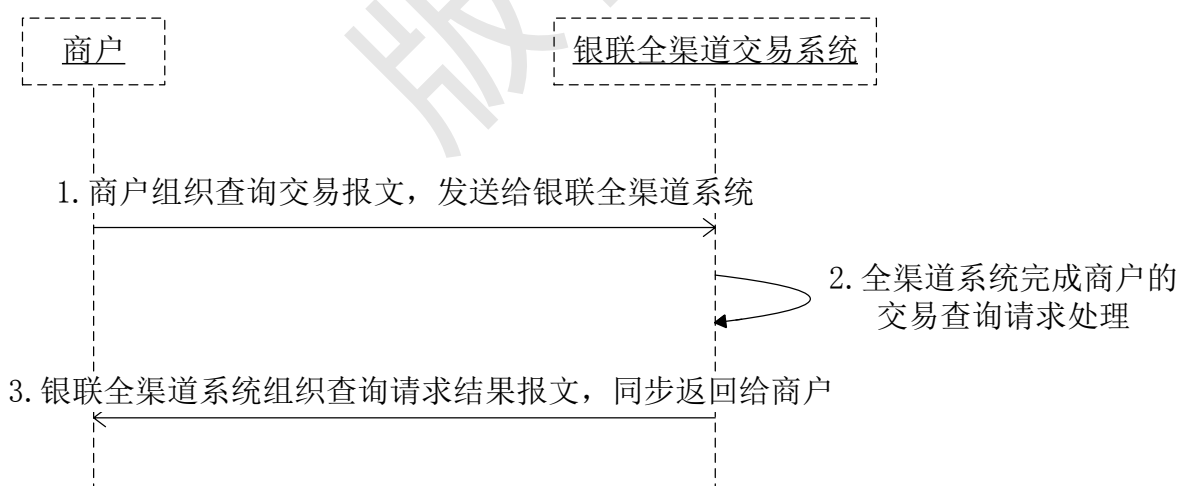 商户
银联全渠道交易系统
1.商户组织查询交易报文，发送给银联全渠道系统
2.全渠道系统完成商户的
交易查询请求处理
3.银联全渠道系统组织查询请求结果报文，同步返回给商户
版